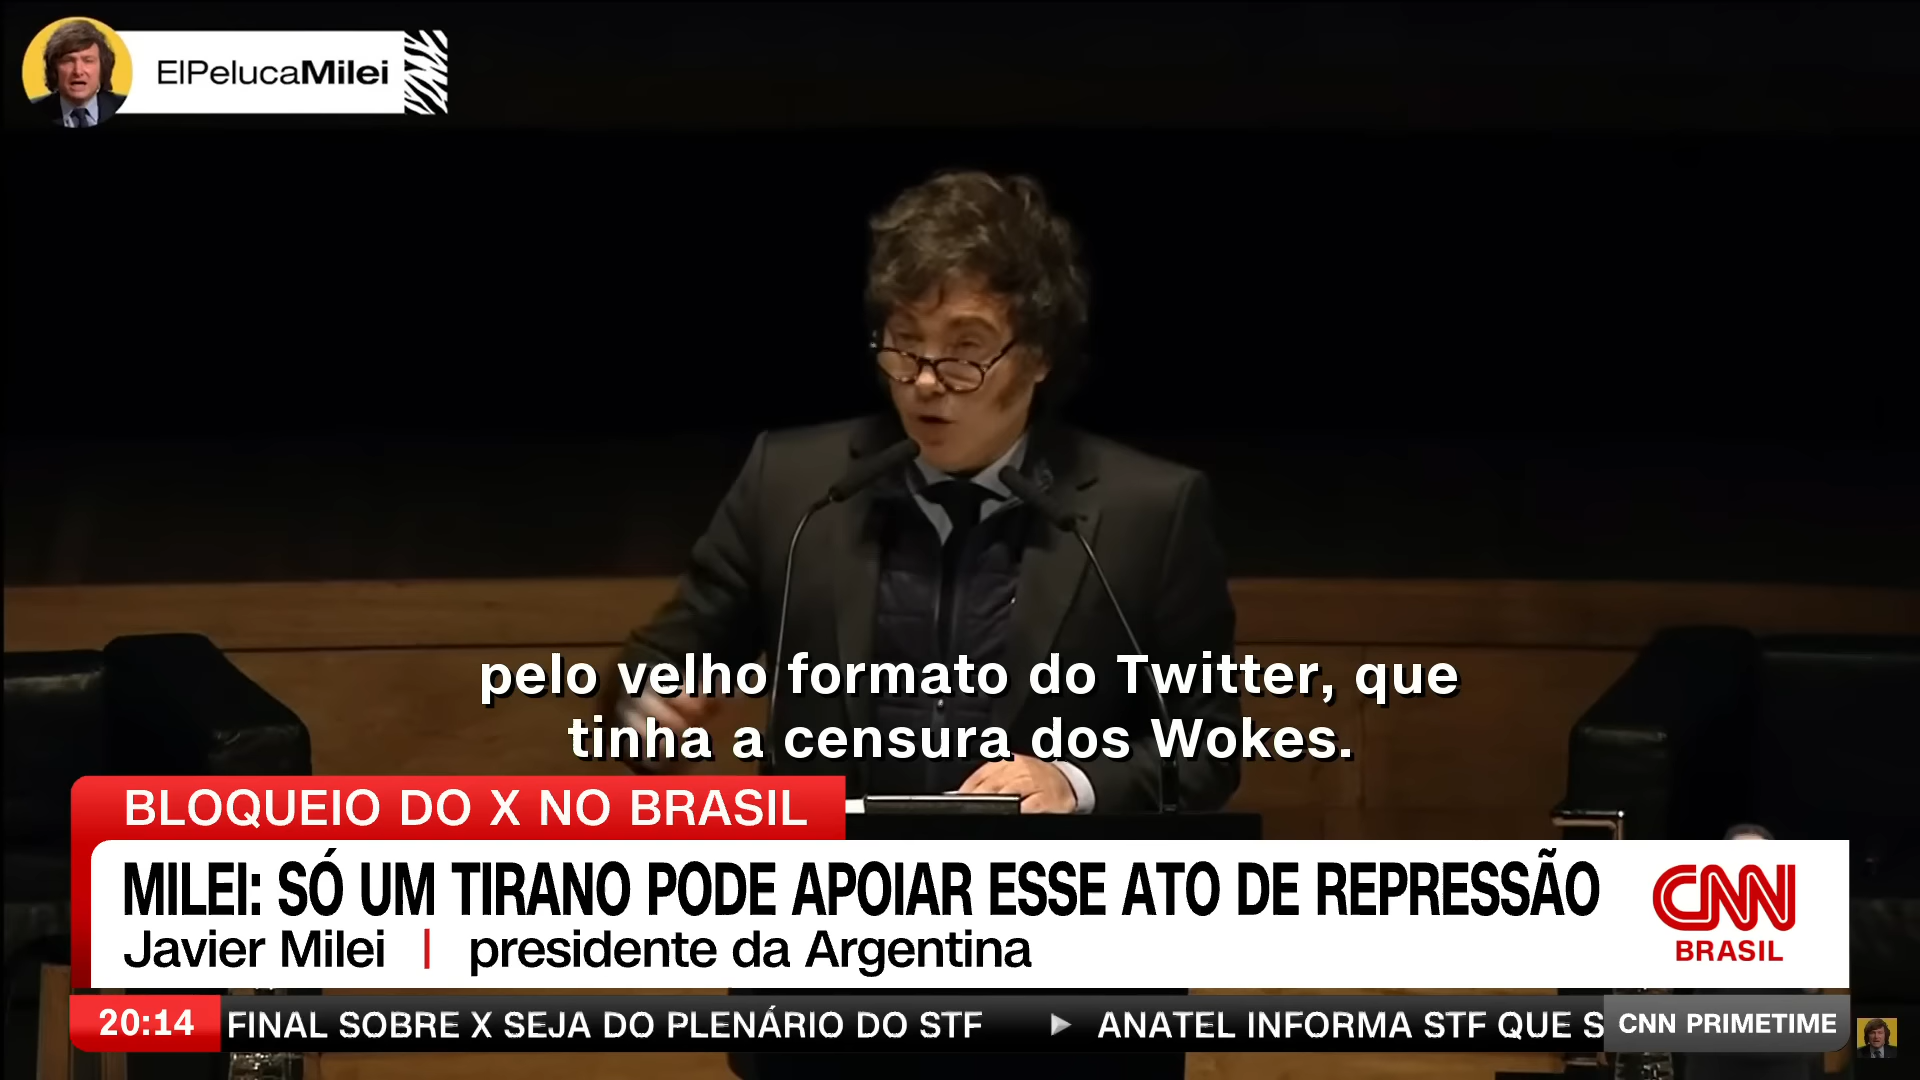 ElPelucaMilei
pelo velho formato do Twitter, que
tinha a censura dos Wokes.
BLOQUEIO DO X NO BRASIL
MILEI: SÓ UM TIRANO PODE APOIAR ESSE ATO DE REPRESSÃO
Javier Milei | presidente da Argentina
CNN
BRASIL
20:14 FINAL SOBRE X SEJA DO PLENÁRIO DO STF ANATEL INFORMA STF QUE S CNN PRIMETIME